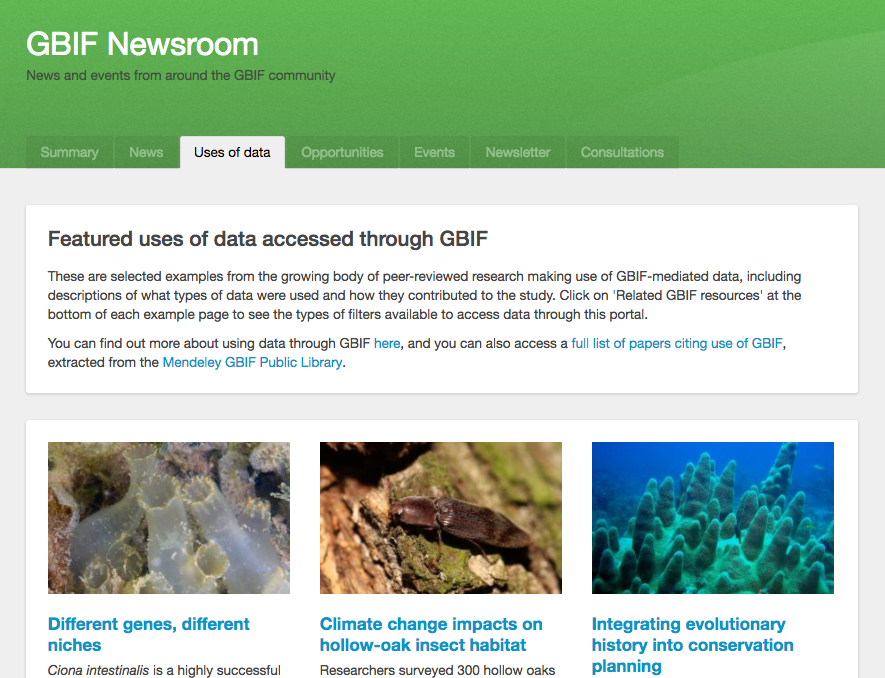 GBIF Newsroom
News and events from around the GBIF community
Summary News Uses of data Opportunities Events Newsletter Consultations
Featured uses of data accessed through GBIF
These are selected examples from the growing body of peer-reviewed research making use of GBIF-mediated data, including
descriptions of what types of data were used and how they contributed to the study. Click on 'Related GBIF resources' at the
bottom of each example page to see the types of filters available to access data through this portal.
You can find out more about using data through GBIF here, and you can also access a full list of papers citing use of GBIF,
extracted from the Mendeley GBIF Public Library.
Different genes, different
niches
Ciona intestinalis is a highly successful
Climate change impacts on
hollow-oak insect habitat
Researchers surveyed 300 hollow oaks
Integrating evolutionary
history into conservation
planning